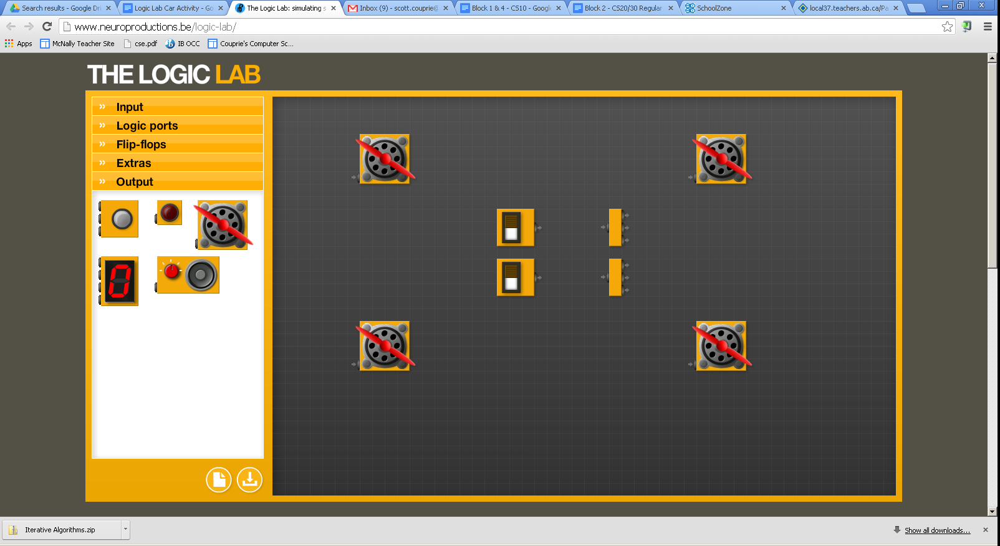 Search results - Google Dri
Logic Lab Car Activity - Go
The Logic Lab: simulating s
Inbox (9) - scott.couprie@
Block 1 & 4 - CS10 - Google
Block 2 - CS20/30 Regular
SchoolZone
local37.teachers.ab.ca/Pa
www.neuroproductions.be/logic-lab/
Apps
McNally Teacher Site
cse.pdf
IB OCC
Couprie's Computer Sc...
THE LOGIC LAB
Input
Logic ports
Flip-flops
Extras
Output
0
Iterative Algorithms.zip
Show all downloads...